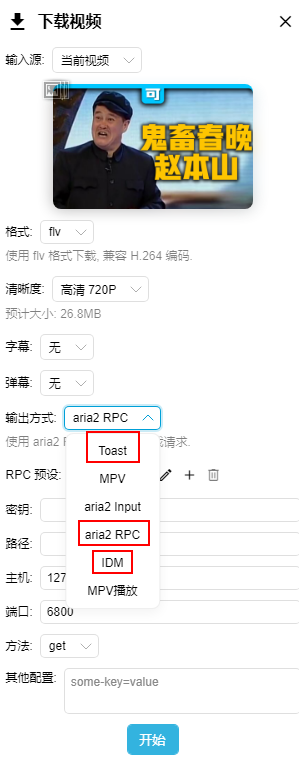 下载视频
输入源: 当前视频
可
鬼畜春晚
赵本山
格式: flv
使用 flv 格式下载, 兼容 H.264 编码.
清晰度: 高清 720P
预计大小: 26.8MB
字幕: 无
弹幕: 无
输出方式: aria2 RPC
使用 aria2 R 请求.
Toast
RPC 预设:
MPV
aria2 Input
密钥:
aria2 RPC
路径:
IDM
主机: 127
MPV播放
端口: 6800
方法: get
其他配置: some-key=value
开始